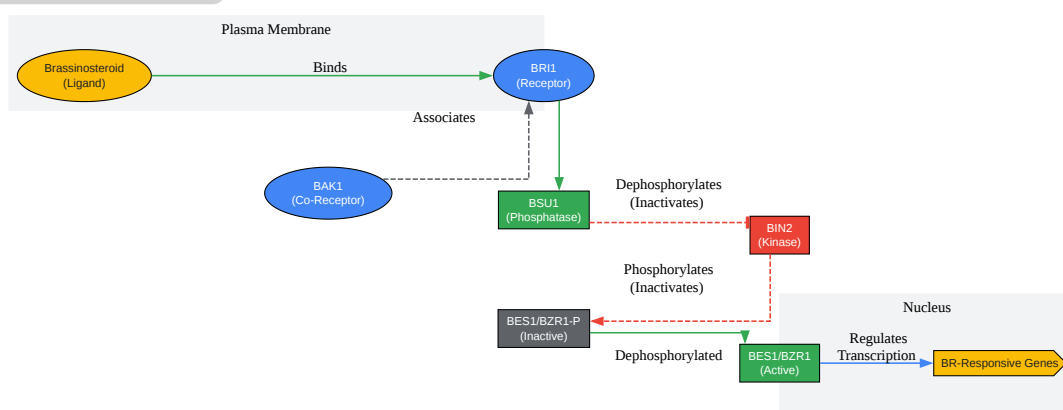 Plasma Membrane
Brassinosteroid
(Ligand)
Binds
BRI1
(Receptor)
Associates
BAK1
(Co-Receptor)
BSU1
(Phosphatase)
Dephosphorylates
(Inactivates)
BIN2
(Kinase)
Phosphorylates
(Inactivates)
BES1/BZR1-P
(Inactive)
Dephosphorylated
Nucleus
BES1/BZR1
(Active)
Regulates
Transcription
BR-Responsive Genes